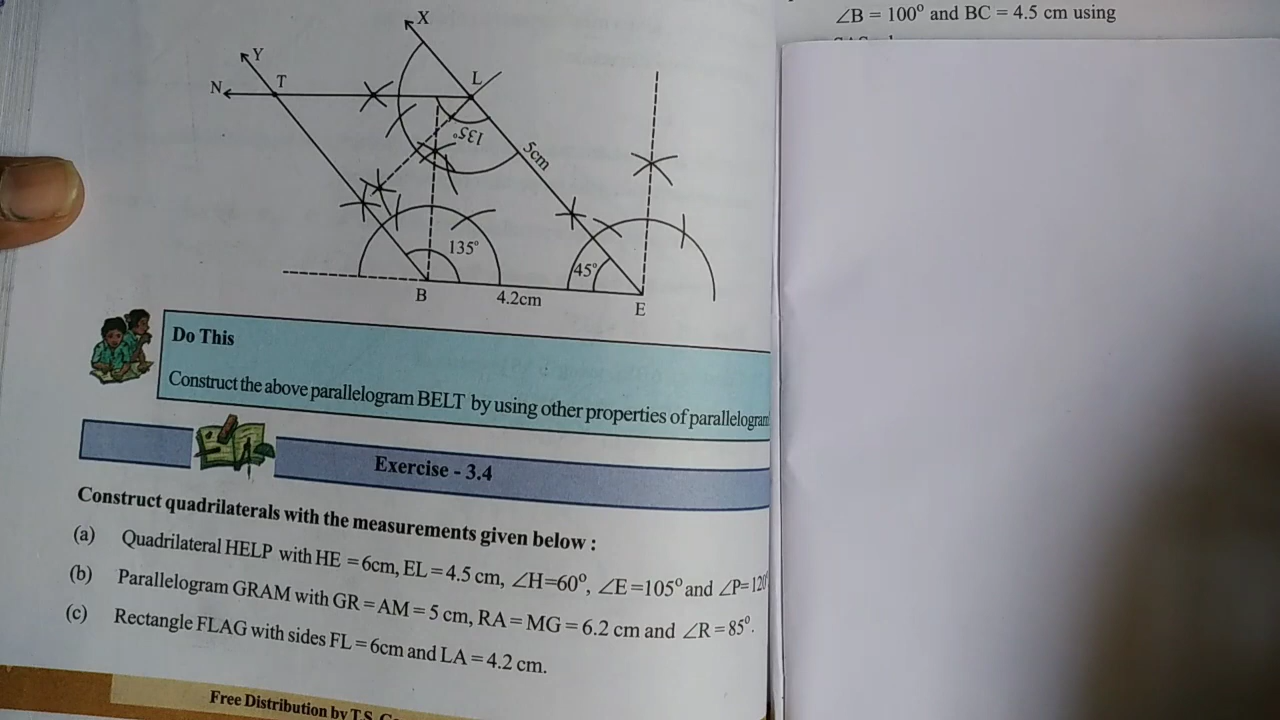 ∠B = 100° and BC = 4.5 cm using
X
Y
N
T
L
135°
5cm
135°
45°
B
4.2cm
E
Do This
Construct the above parallelogram BELT by using other properties of parallelogram
Exercise - 3.4
Construct quadrilaterals with the measurements given below :
(a) Quadrilateral HELP with HE = 6cm, EL = 4.5 cm, ∠H=60°, ∠E =105° and ∠P= 120°
(b) Parallelogram GRAM with GR = AM = 5 cm, RA = MG = 6.2 cm and ∠R = 85°.
(c) Rectangle FLAG with sides FL = 6cm and LA = 4.2 cm.
Free Distribution by T.S.